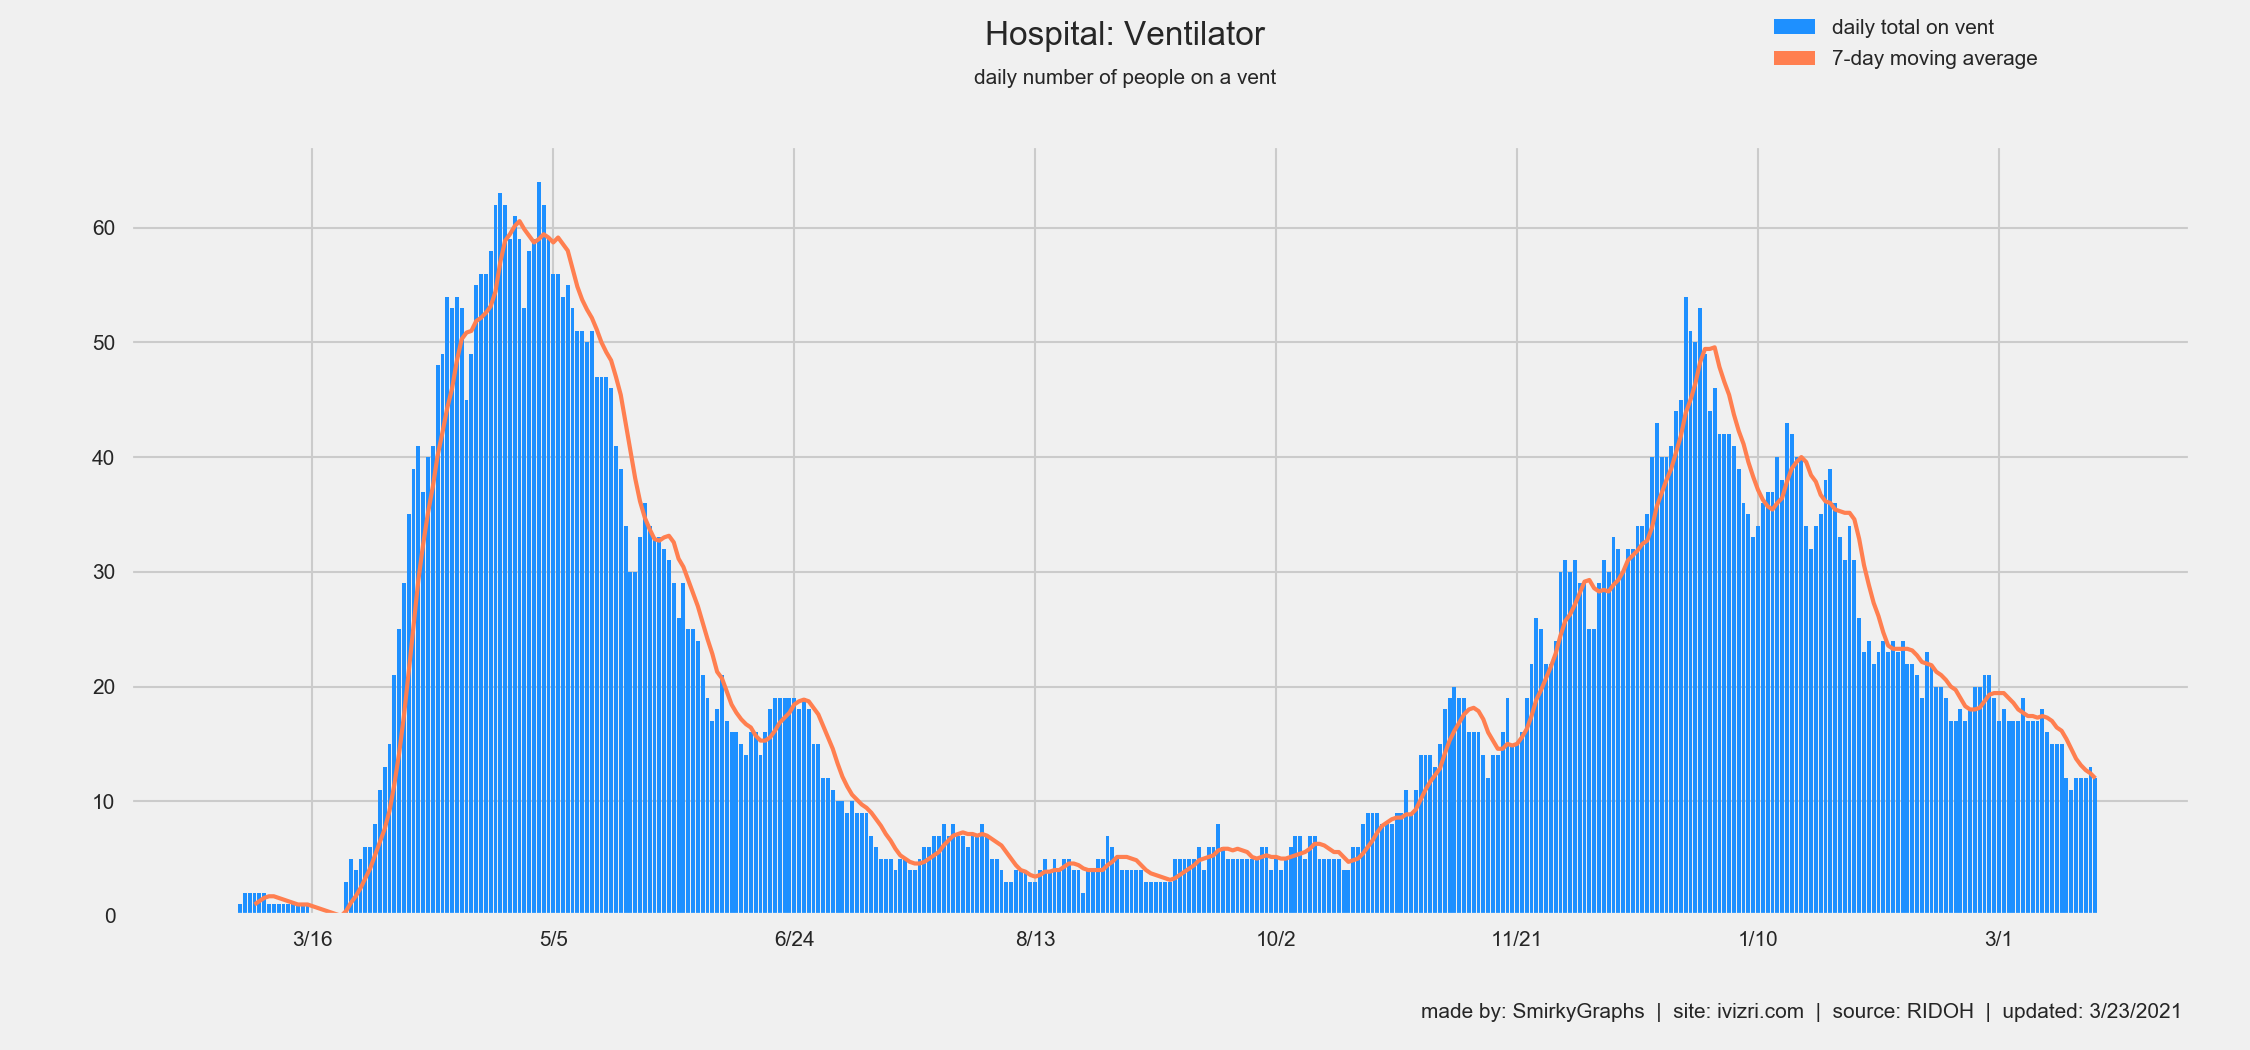 Hospital: Ventilator
daily number of people on a vent
daily total on vent
7-day moving average
60
50
40
30
20
10
0
3/16 5/5 6/24 8/13 10/2 11/21 1/10 3/1
made by: SmirkyGraphs | site: ivizri.com | source: RIDOH | updated: 3/23/2021